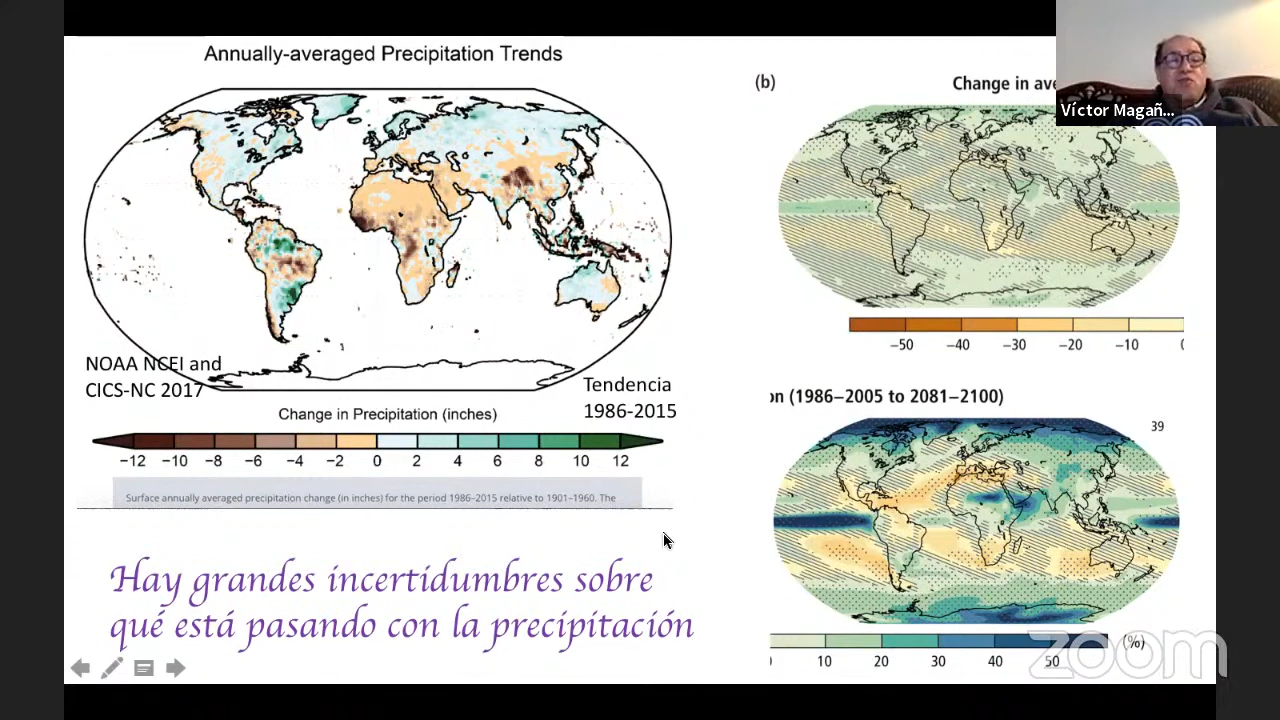 Annually-averaged Precipitation Trends
NOAA NCEI and
CICS-NC 2017
Tendencia
1986-2015
Change in Precipitation (inches)
−12 −10 −8 −6 −4 −2 0 2 4 6 8 10 12
Surface annually averaged precipitation change (in inches) for the period 1986–2015 relative to 1901–1960. The
Hay grandes incertidumbres sobre
qué está pasando con la precipitación
(b)
Change in ave
Víctor Magañ...
−50 −40 −30 −20 −10
on (1986−2005 to 2081−2100)
39
10 20 30 40 50
(%)
zoom